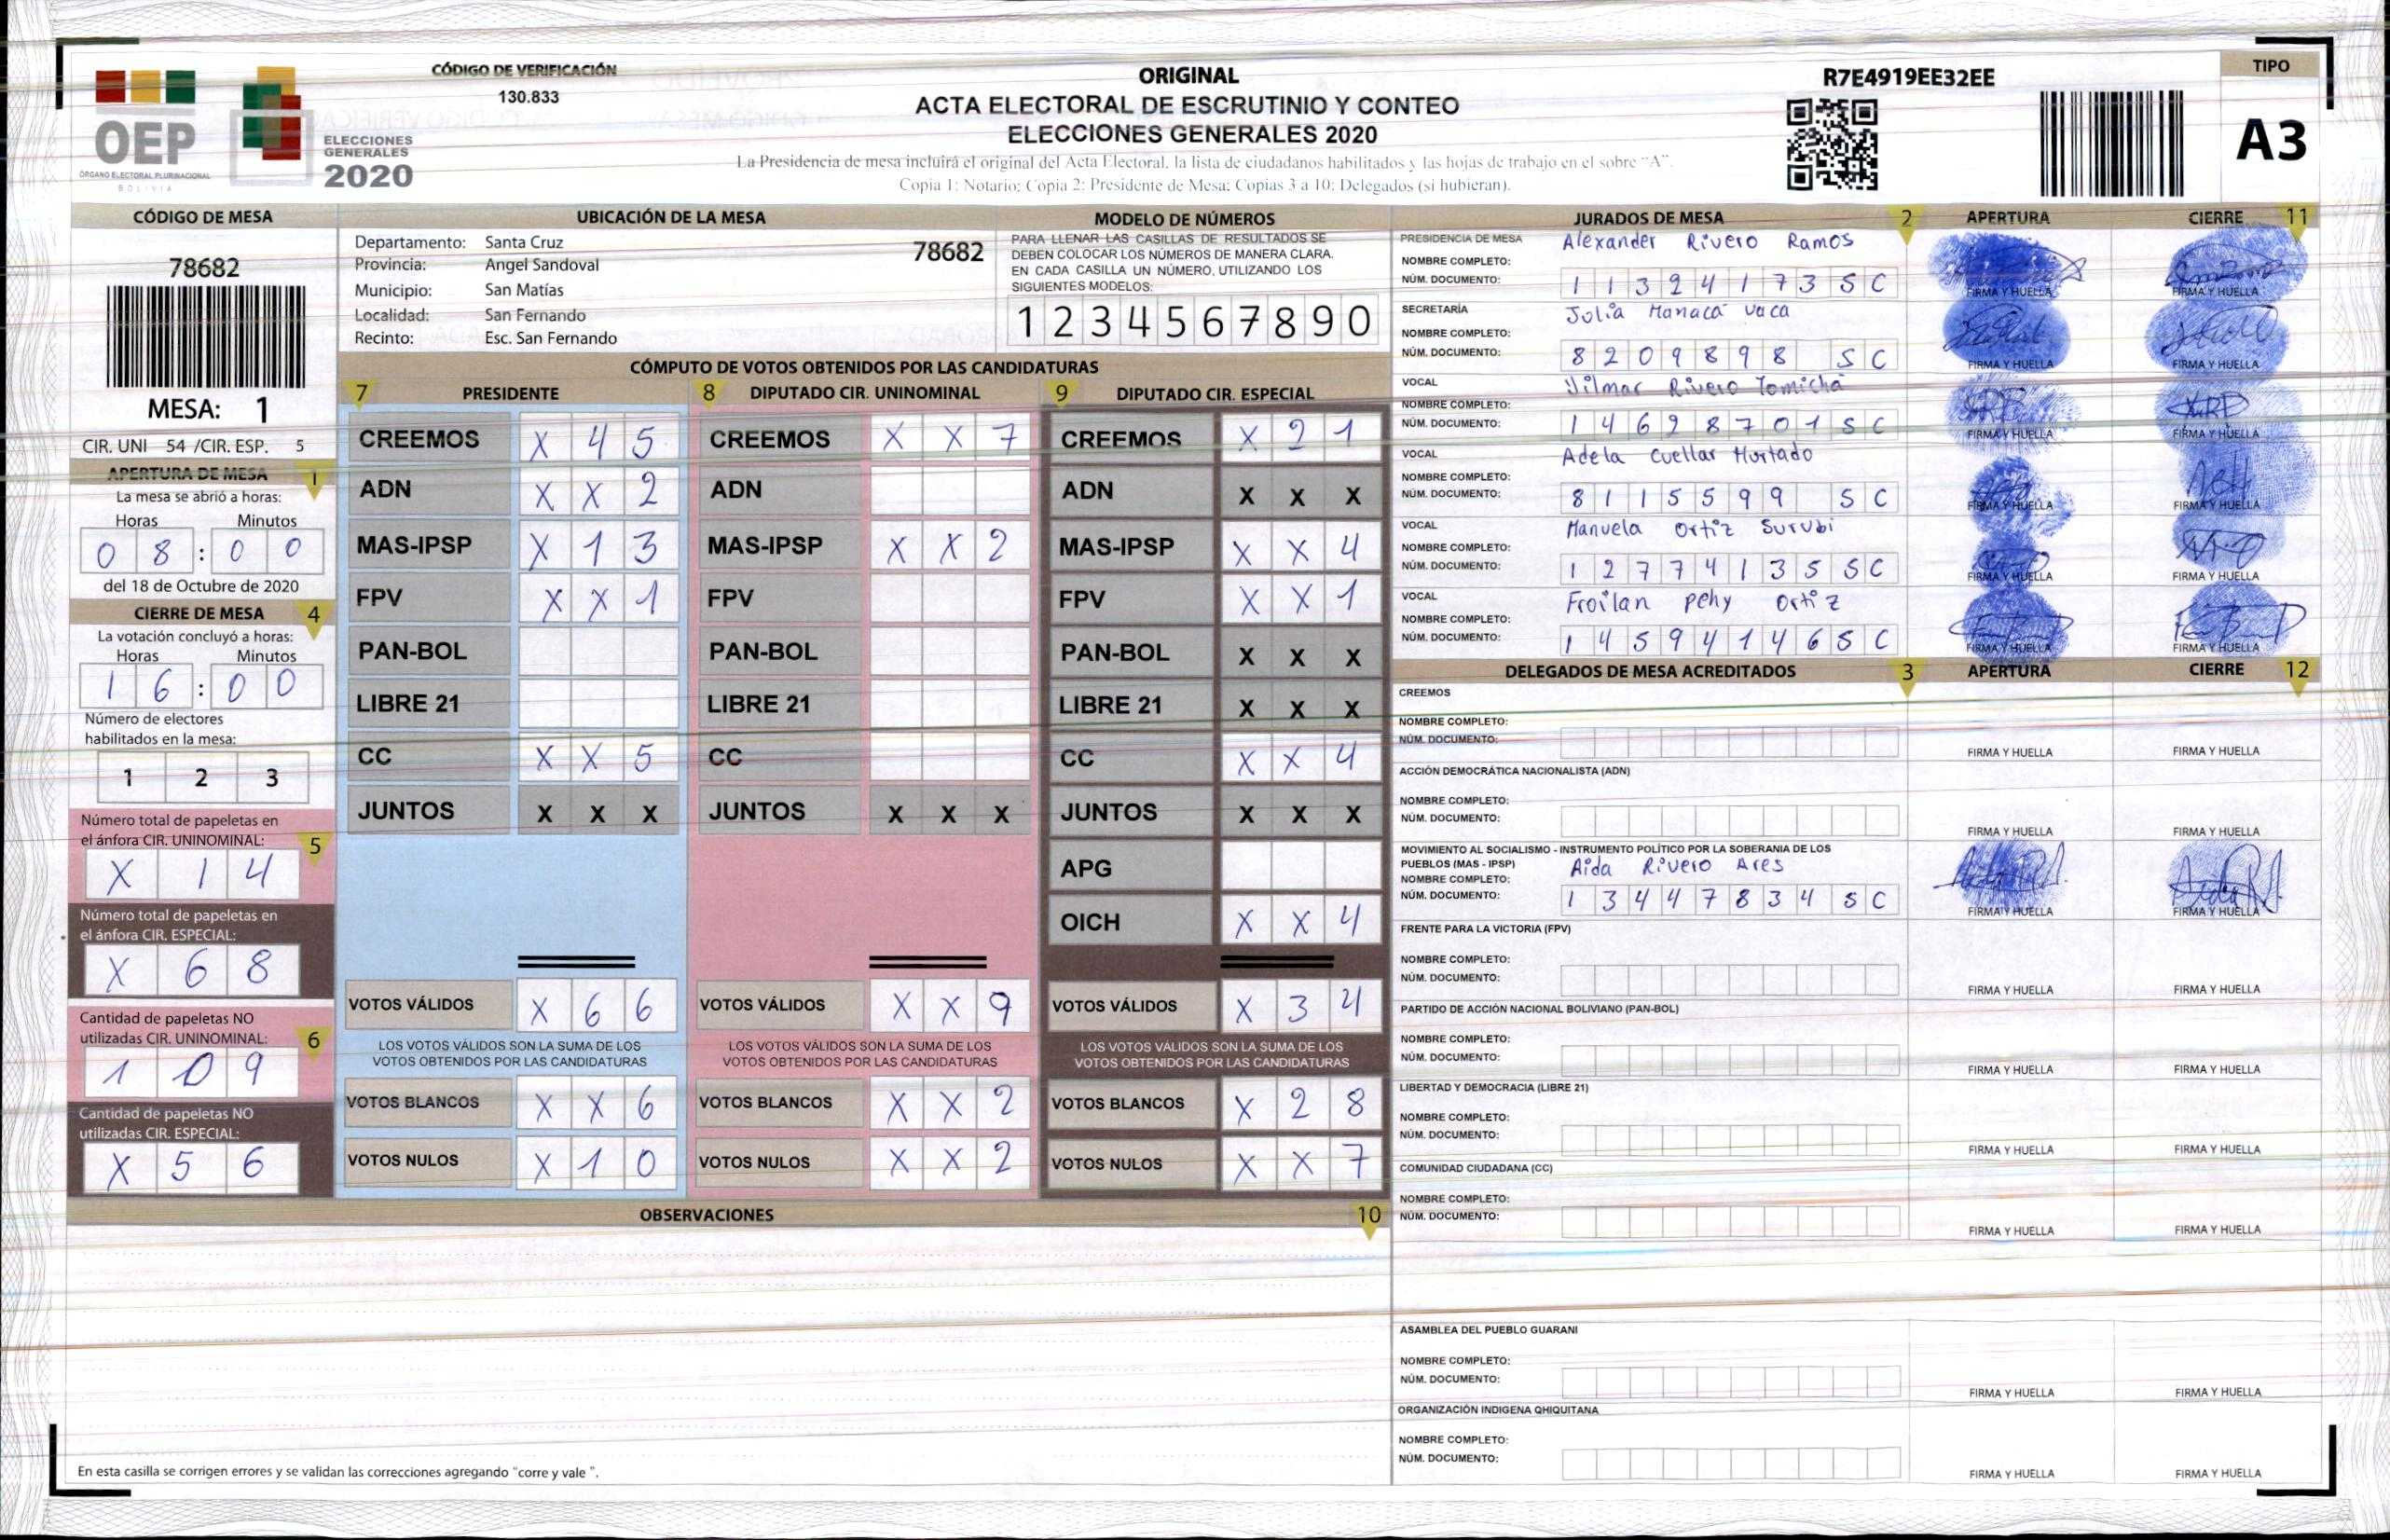 CÓDIGO DE VERIFICACIÓN
130.833
OEP
ÓRGANO ELECTORAL PLURINACIONAL
BOLIVIA
ELECCIONES
GENERALES
2020
ORIGINAL
ACTA ELECTORAL DE ESCRUTINIO Y CONTEO
ELECCIONES GENERALES 2020
La Presidencia de mesa incluirá el original del Acta Electoral, la lista de ciudadanos habilitados y las hojas de trabajo en el sobre "A".
Copia 1: Notario; Copia 2: Presidente de Mesa; Copias 3 a 10: Delegados (si hubieran).
R7E4919EE32EE
TIPO
A3
CÓDIGO DE MESA
78682
MESA: 1
CIR. UNI 54 /CIR. ESP. 5
APERTURA DE MESA 1
La mesa se abrió a horas:
Horas Minutos
0 8 : 0 0
del 18 de Octubre de 2020
CIERRE DE MESA 4
La votación concluyó a horas:
Horas Minutos
1 6 : 0 0
Número de electores
habilitados en la mesa:
1 2 3
Número total de papeletas en
el ánfora CIR. UNINOMINAL: 5
X 1 4
Número total de papeletas en
el ánfora CIR. ESPECIAL:
X 6 8
Cantidad de papeletas NO
utilizadas CIR. UNINOMINAL: 6
1 0 9
Cantidad de papeletas NO
utilizadas CIR. ESPECIAL:
X 5 6
UBICACIÓN DE LA MESA
Departamento: Santa Cruz 78682
Provincia: Angel Sandoval
Municipio: San Matías
Localidad: San Fernando
Recinto: Esc. San Fernando
MODELO DE NÚMEROS
PARA LLENAR LAS CASILLAS DE RESULTADOS SE
DEBEN COLOCAR LOS NÚMEROS DE MANERA CLARA.
EN CADA CASILLA UN NÚMERO, UTILIZANDO LOS
SIGUIENTES MODELOS:
1 2 3 4 5 6 7 8 9 0
CÓMPUTO DE VOTOS OBTENIDOS POR LAS CANDIDATURAS
7 PRESIDENTE
CREEMOS X 4 5
ADN X X 2
MAS-IPSP X 1 3
FPV X X 1
PAN-BOL
LIBRE 21
CC X X 5
JUNTOS X X X
VOTOS VÁLIDOS X 6 6
LOS VOTOS VÁLIDOS SON LA SUMA DE LOS
VOTOS OBTENIDOS POR LAS CANDIDATURAS
VOTOS BLANCOS X X 6
VOTOS NULOS X 1 0
8 DIPUTADO CIR. UNINOMINAL
CREEMOS X X 7
ADN
MAS-IPSP X X 2
FPV
PAN-BOL
LIBRE 21
CC
JUNTOS X X X
VOTOS VÁLIDOS X X 9
LOS VOTOS VÁLIDOS SON LA SUMA DE LOS
VOTOS OBTENIDOS POR LAS CANDIDATURAS
VOTOS BLANCOS X X 2
VOTOS NULOS X X 2
9 DIPUTADO CIR. ESPECIAL
CREEMOS X 2 1
ADN X X X
MAS-IPSP X X 4
FPV X X 1
PAN-BOL X X X
LIBRE 21 X X X
CC X X 4
JUNTOS X X X
APG
OICH X X 4
VOTOS VÁLIDOS X 3 4
LOS VOTOS VÁLIDOS SON LA SUMA DE LOS
VOTOS OBTENIDOS POR LAS CANDIDATURAS
VOTOS BLANCOS X 2 8
VOTOS NULOS X X 7
OBSERVACIONES 10
En esta casilla se corrigen errores y se validan las correcciones agregando "corre y vale ".
JURADOS DE MESA 2 APERTURA CIERRE 11
PRESIDENCIA DE MESA Alexander Rivero Ramos
NOMBRE COMPLETO:
NÚM. DOCUMENTO: 1 1 3 2 4 1 7 3 S C
FIRMA Y HUELLA FIRMA Y HUELLA
SECRETARÍA Julia Manacá vaca
NOMBRE COMPLETO:
NÚM. DOCUMENTO: 8 2 0 9 8 9 8 S C
FIRMA Y HUELLA FIRMA Y HUELLA
VOCAL Vilmar Rivero Tomichá
NOMBRE COMPLETO:
NÚM. DOCUMENTO: 1 4 6 9 8 7 0 1 S C
FIRMA Y HUELLA FIRMA Y HUELLA
VOCAL Adela Cuellar Hurtado
NOMBRE COMPLETO:
NÚM. DOCUMENTO: 8 1 1 5 5 9 9 S C
FIRMA Y HUELLA FIRMA Y HUELLA
VOCAL Manuela Ortiz Surubi
NOMBRE COMPLETO:
NÚM. DOCUMENTO: 1 2 7 7 4 1 3 5 S C
FIRMA Y HUELLA FIRMA Y HUELLA
VOCAL Froilan Pehy Ortiz
NOMBRE COMPLETO:
NÚM. DOCUMENTO: 1 4 5 9 4 1 4 6 S C
FIRMA Y HUELLA FIRMA Y HUELLA
DELEGADOS DE MESA ACREDITADOS 3 APERTURA CIERRE 12
CREEMOS
NOMBRE COMPLETO:
NÚM. DOCUMENTO:
FIRMA Y HUELLA FIRMA Y HUELLA
ACCIÓN DEMOCRÁTICA NACIONALISTA (ADN)
NOMBRE COMPLETO:
NÚM. DOCUMENTO:
FIRMA Y HUELLA FIRMA Y HUELLA
MOVIMIENTO AL SOCIALISMO - INSTRUMENTO POLÍTICO POR LA SOBERANIA DE LOS
PUEBLOS (MAS - IPSP) Aida Rivero Ares
NOMBRE COMPLETO:
NÚM. DOCUMENTO: 1 3 4 4 7 8 3 4 S C
FIRMA Y HUELLA FIRMA Y HUELLA
FRENTE PARA LA VICTORIA (FPV)
NOMBRE COMPLETO:
NÚM. DOCUMENTO:
FIRMA Y HUELLA FIRMA Y HUELLA
PARTIDO DE ACCIÓN NACIONAL BOLIVIANO (PAN-BOL)
NOMBRE COMPLETO:
NÚM. DOCUMENTO:
FIRMA Y HUELLA FIRMA Y HUELLA
LIBERTAD Y DEMOCRACIA (LIBRE 21)
NOMBRE COMPLETO:
NÚM. DOCUMENTO:
FIRMA Y HUELLA FIRMA Y HUELLA
COMUNIDAD CIUDADANA (CC)
NOMBRE COMPLETO:
NÚM. DOCUMENTO:
FIRMA Y HUELLA FIRMA Y HUELLA
ASAMBLEA DEL PUEBLO GUARANI
NOMBRE COMPLETO:
NÚM. DOCUMENTO:
FIRMA Y HUELLA FIRMA Y HUELLA
ORGANIZACIÓN INDIGENA QHIQUITANA
NOMBRE COMPLETO:
NÚM. DOCUMENTO:
FIRMA Y HUELLA FIRMA Y HUELLA